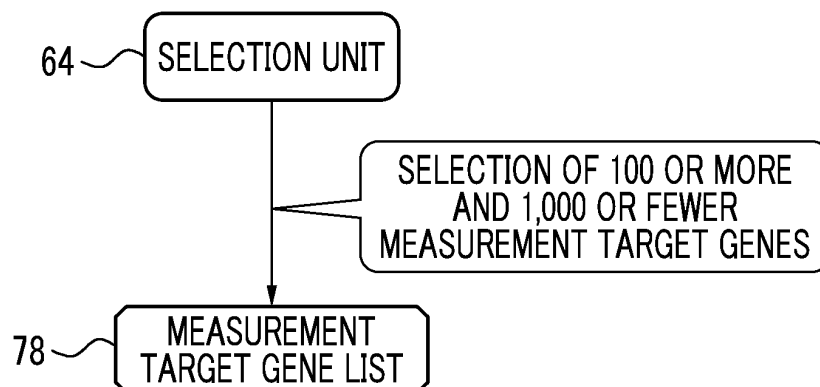 64
SELECTION UNIT
SELECTION OF 100 OR MORE
AND 1,000 OR FEWER
MEASUREMENT TARGET GENES
78
MEASUREMENT
TARGET GENE LIST